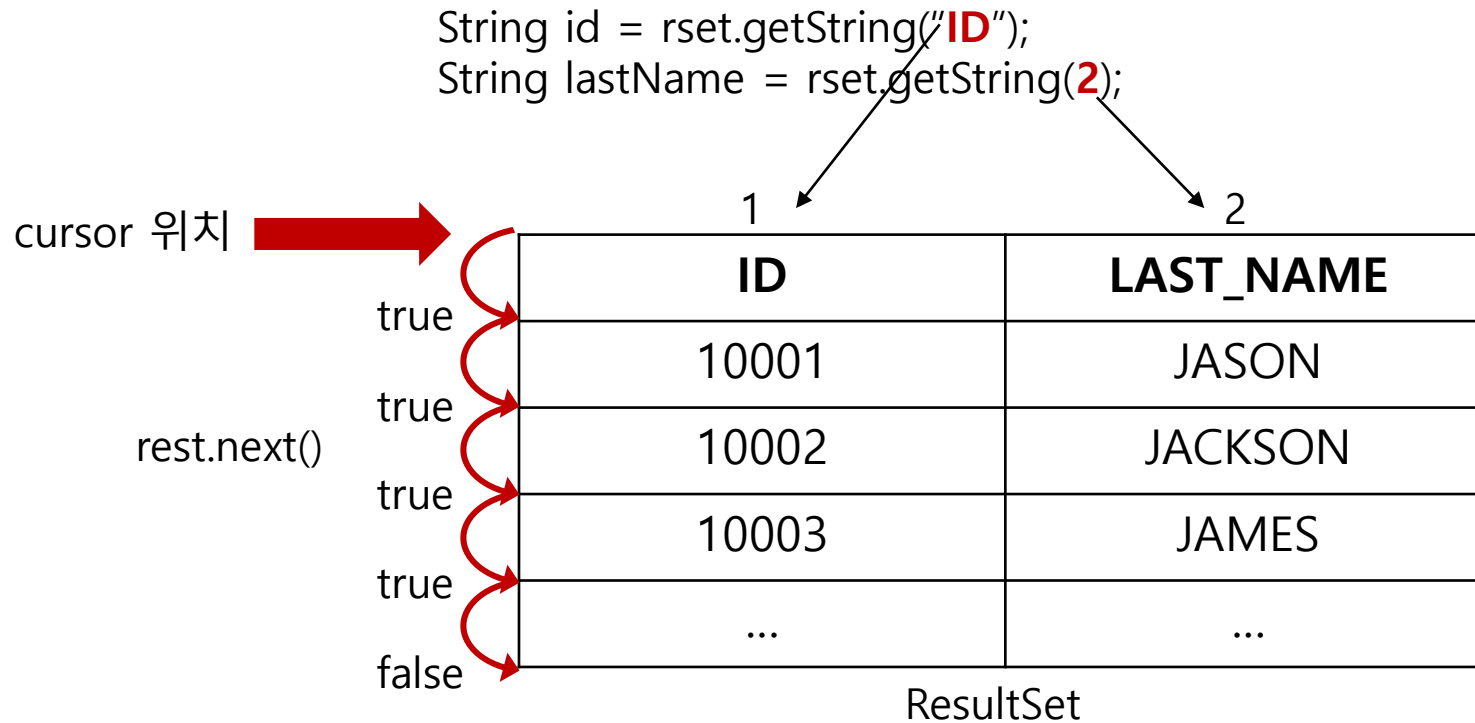 String id = rset.getString("ID");
String lastName = rset.getString(2);
1 2
cursor 위치
ID LAST_NAME
true
10001 JASON
true
rest.next()
10002 JACKSON
true
10003 JAMES
true
... ...
false
ResultSet